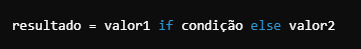 resultado = valor1 if condição else valor2